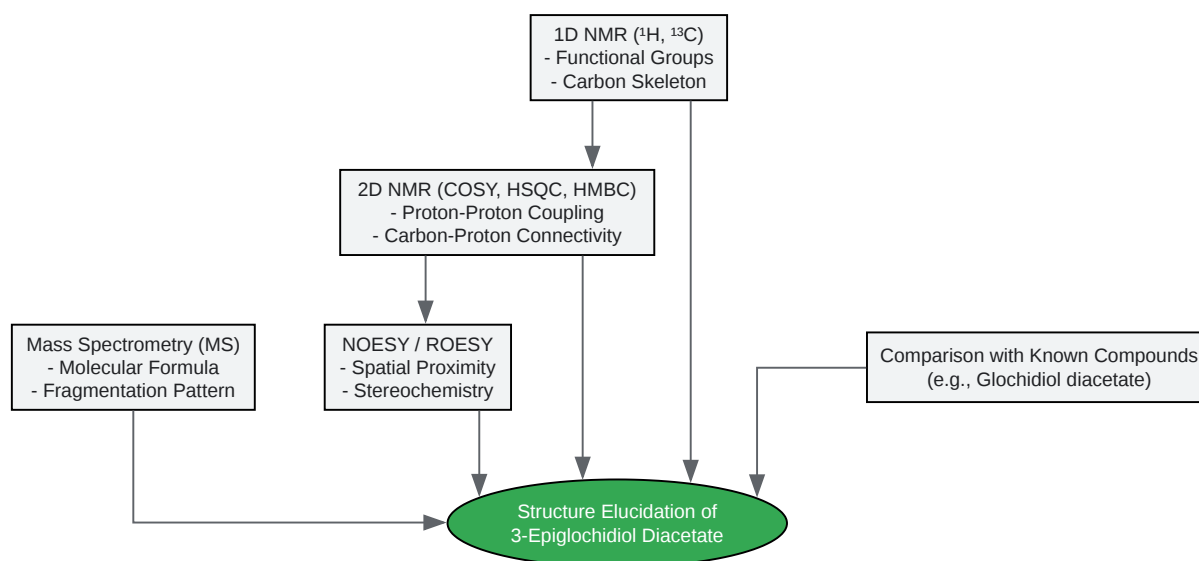 1D NMR (¹H, ¹³C)
- Functional Groups
- Carbon Skeleton
2D NMR (COSY, HSQC, HMBC)
- Proton-Proton Coupling
- Carbon-Proton Connectivity
Mass Spectrometry (MS)
- Molecular Formula
- Fragmentation Pattern
NOESY / ROESY
- Spatial Proximity
- Stereochemistry
Comparison with Known Compounds
(e.g., Glochidiol diacetate)
Structure Elucidation of
3-Epiglochidiol Diacetate